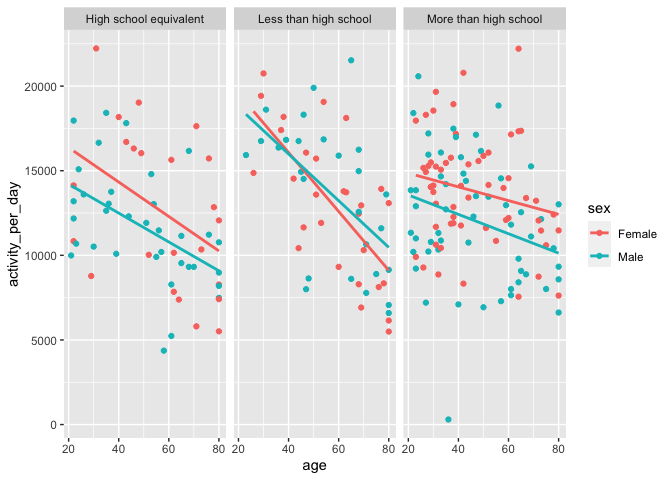 High school equivalent Less than high school More than high school
20000
15000
10000
5000
0
activity_per_day
20 40 60 80 20 40 60 80 20 40 60 80
age
sex
Female
Male